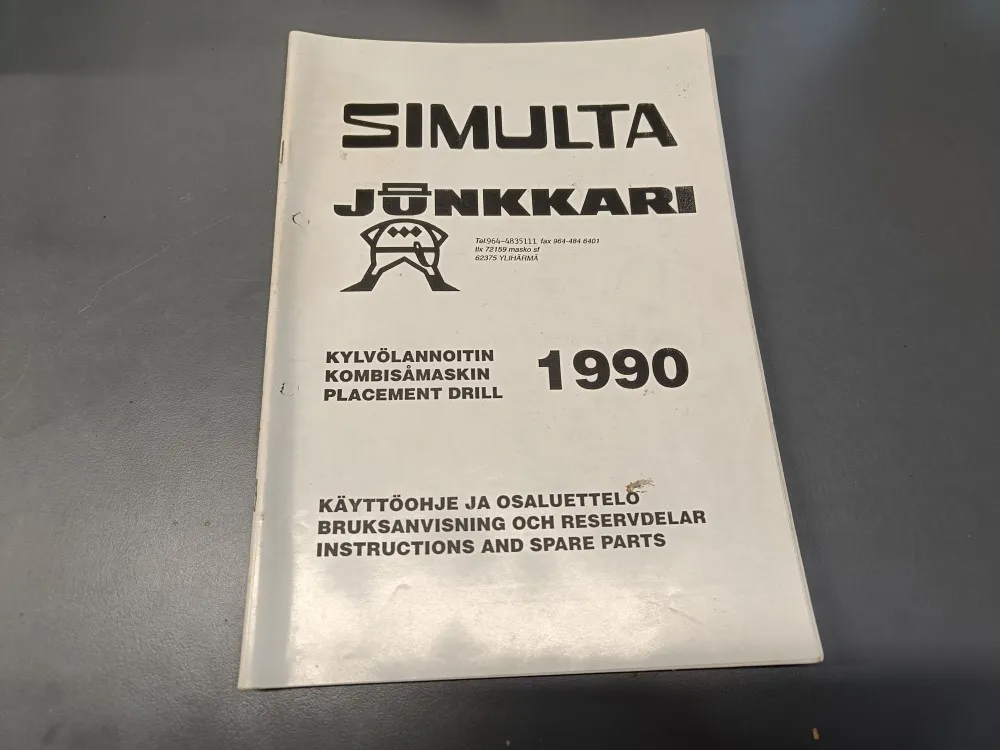 SIMULTA
JUNKKARI
Tel.964-4835111, fax 964-484 6401
llx 72159 masko sf
62375 YLIHÄRMÄ
KYLVÖLANNOITIN
KOMBISÅMASKIN
PLACEMENT DRILL
1990
KÄYTTÖOHJE JA OSALUETTELO
BRUKSANVISNING OCH RESERVDELAR
INSTRUCTIONS AND SPARE PARTS